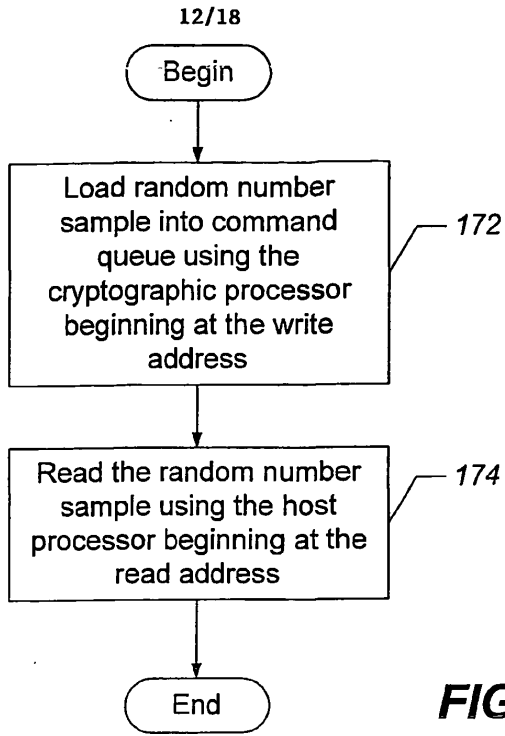 12/18
Begin
Load random number
sample into command
queue using the
cryptographic processor
beginning at the write
address
172
Read the random number
sample using the host
processor beginning at the
read address
174
End
FIG